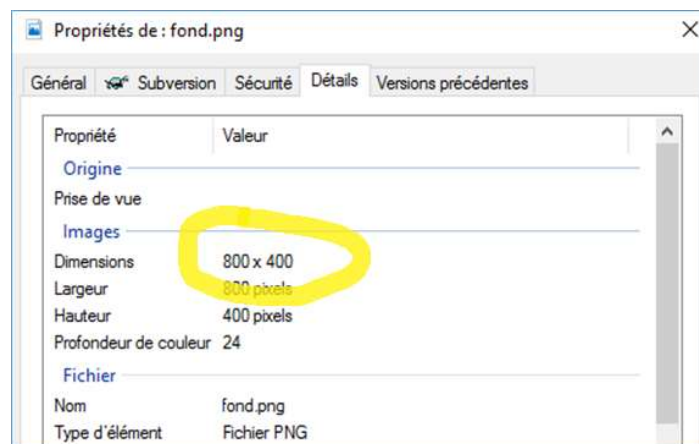 Propriétés de : fond.png
Général Subversion Sécurité Détails Versions précédentes
Propriété Valeur
Origine
Prise de vue
Images
Dimensions 800 x 400
Largeur 800 pixels
Hauteur 400 pixels
Profondeur de couleur 24
Fichier
Nom fond.png
Type d'élément Fichier PNG